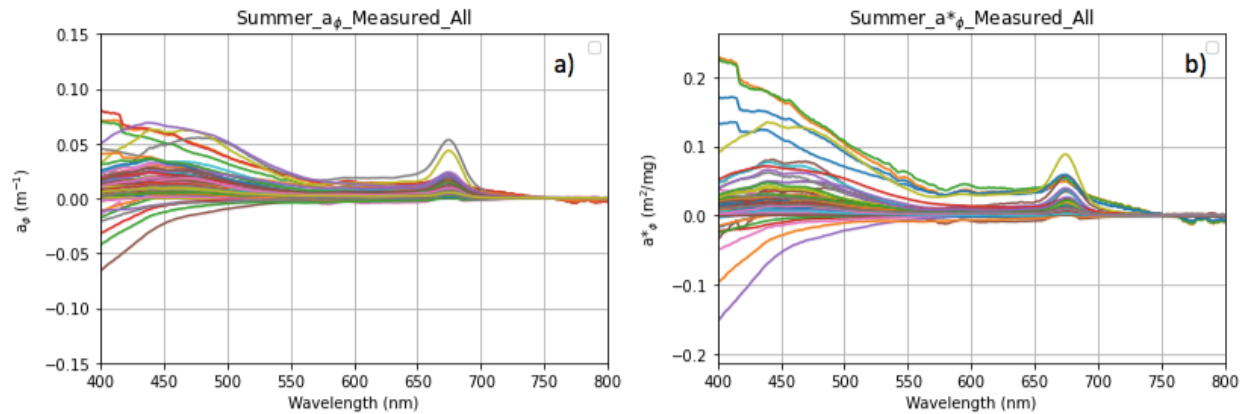 Summer_aϕ_Measured_All
a)
0.15
0.10
0.05
0.00
−0.05
−0.10
−0.15
aϕ (m⁻¹)
400 450 500 550 600 650 700 750 800
Wavelength (nm)
Summer_a*ϕ_Measured_All
b)
0.2
0.1
0.0
−0.1
−0.2
a*ϕ (m²/mg)
400 450 500 550 600 650 700 750 800
Wavelength (nm)